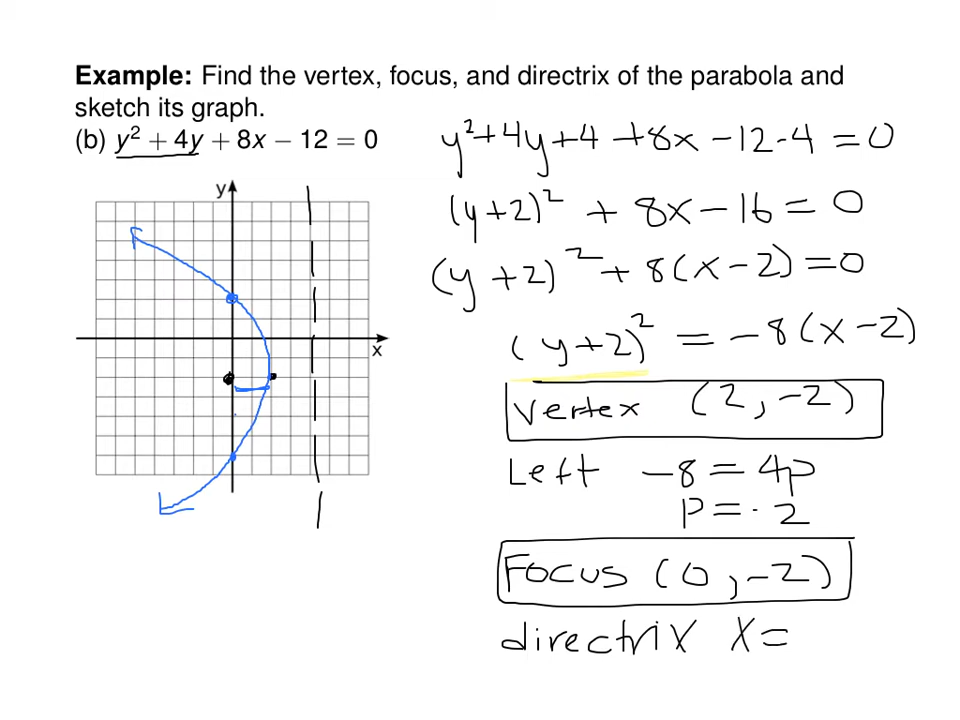 Example: Find the vertex, focus, and directrix of the parabola and
sketch its graph.
(b) y² + 4y + 8x − 12 = 0
y²+4y+4 +8x −12-4 =0
(y+2)² + 8x−16 = 0
(y +2)² + 8(x−2) =0
(y+2)² = −8(x−2)
Vertex (2,−2)
Left −8 = 4p
P = - 2
Focus (0,−2)
directrix X=
y
x